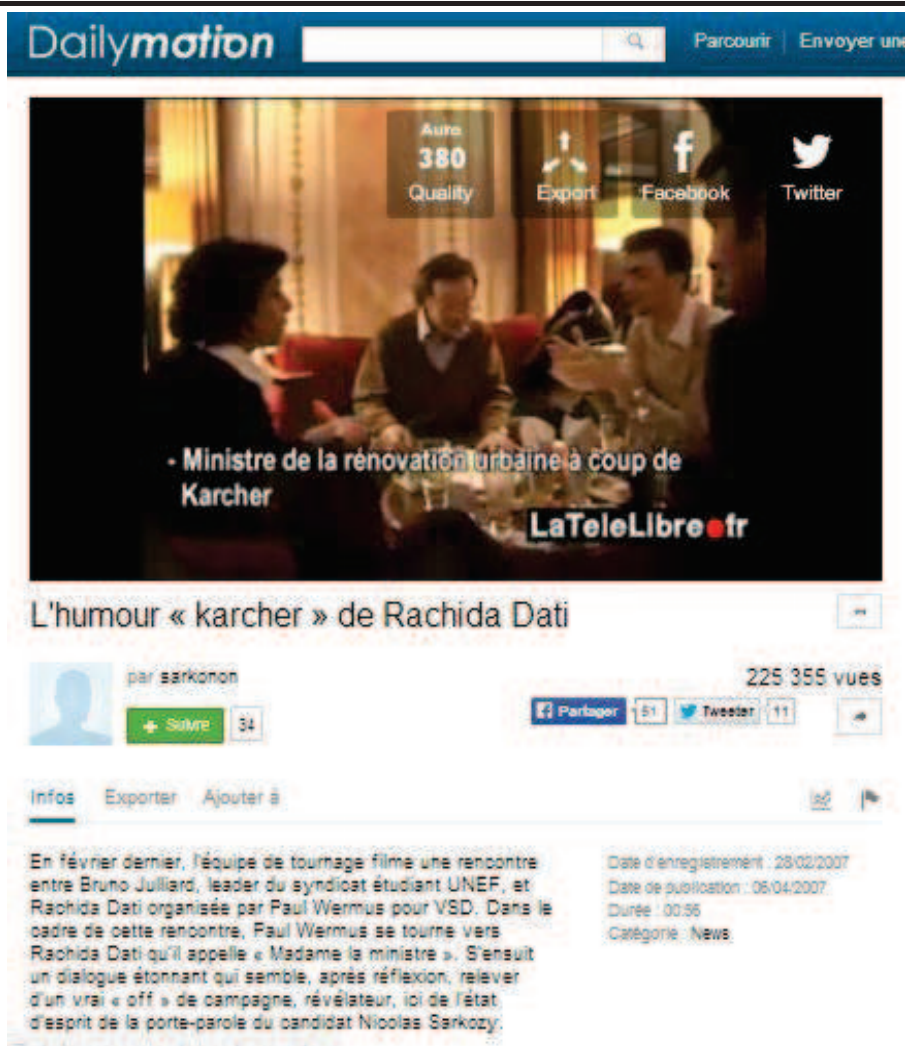 Dailymotion
Parcourir | Envoyer une
Auto
380
Quality
Export
Facebook
Twitter
- Ministre de la rénovation urbaine à coup de
Karcher
LaTeleLibre.fr
L'humour « karcher » de Rachida Dati
par sarkonon
225 355 vues
+ Suivre 34
Partager 51 Tweeter 11
Infos Exporter Ajouter à
En février dernier, l'équipe de tournage filme une rencontre
entre Bruno Julliard, leader du syndicat étudiant UNEF, et
Rachida Dati organisée par Paul Wermus pour VSD. Dans le
cadre de cette rencontre, Paul Wermus se tourne vers
Rachida Dati qu'il appelle « Madame la ministre ». S'ensuit
un dialogue étonnant qui semble, après réflexion, relever
d'un vrai « off » de campagne, révélateur, ici de l'état
d'esprit de la porte-parole du candidat Nicolas Sarkozy.
Date d'enregistrement : 28/02/2007
Date de publication : 06/04/2007
Durée : 00:56
Catégorie : News